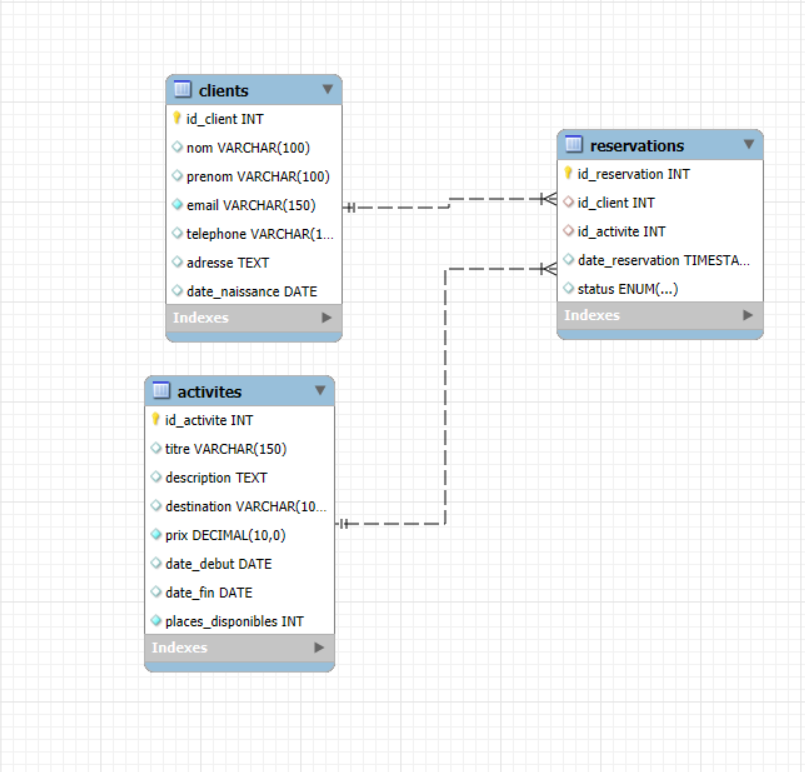 clients
id_client INT
nom VARCHAR(100)
prenom VARCHAR(100)
email VARCHAR(150)
telephone VARCHAR(1...
adresse TEXT
date_naissance DATE
Indexes
reservations
id_reservation INT
id_client INT
id_activite INT
date_reservation TIMESTA...
status ENUM(...)
Indexes
activites
id_activite INT
titre VARCHAR(150)
description TEXT
destination VARCHAR(10...
prix DECIMAL(10,0)
date_debut DATE
date_fin DATE
places_disponibles INT
Indexes